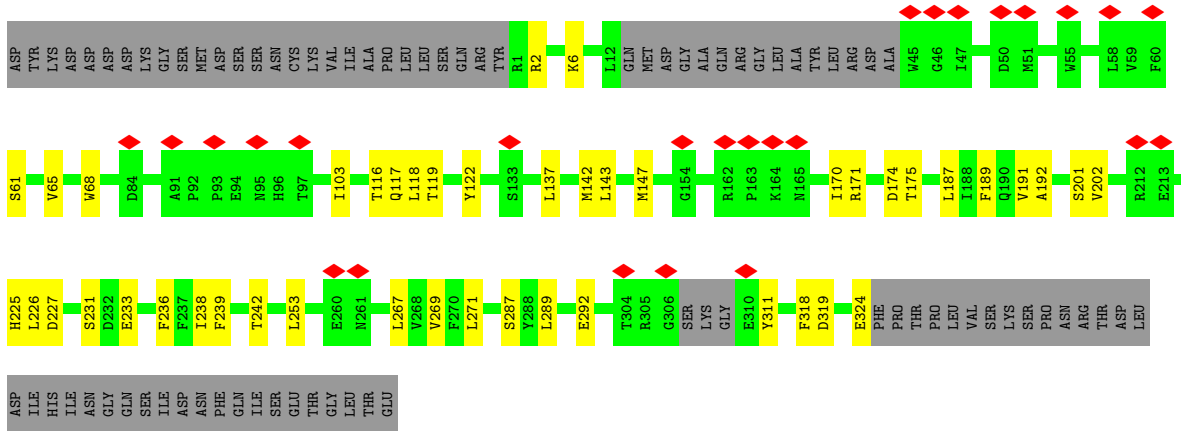 ASP TYR LYS ASP ASP ASP ASP LYS GLY SER MET ASP SER SER ASN CYS LYS VAL ILE ALA PRO LEU LEU SER GLN ARG TYR R1 R2 K6 L12 GLN MET ASP GLY ALA GLN ARG GLY LEU ALA TYR LEU ARG ASP ALA W45 G46 I47 D50 M51 W55 L58 V59 F60
S61 V65 W68 D84 A91 P92 P93 E94 N95 H96 T97 I103 T116 Q117 L118 T119 Y122 S133 L137 M142 L143 M147 G154 R162 P163 K164 N165 I170 R171 D174 T175 L187 I188 F189 Q190 V191 A192 S201 V202 R212 E213
H225 L226 D227 S231 D232 E233 F236 F237 I238 F239 T242 L253 E260 N261 L267 V268 V269 F270 L271 S287 Y288 L289 E292 T304 R305 G306 SER LYS GLY E310 Y311 F318 D319 E324 PHE PRO THR PRO LEU VAL SER LYS SER PRO ASN ARG THR ASP LEU
ASP ILE HIS ILE ASN GLY GLN SER ILE ASP ASN PHE GLN ILE SER GLU THR GLY LEU THR GLU